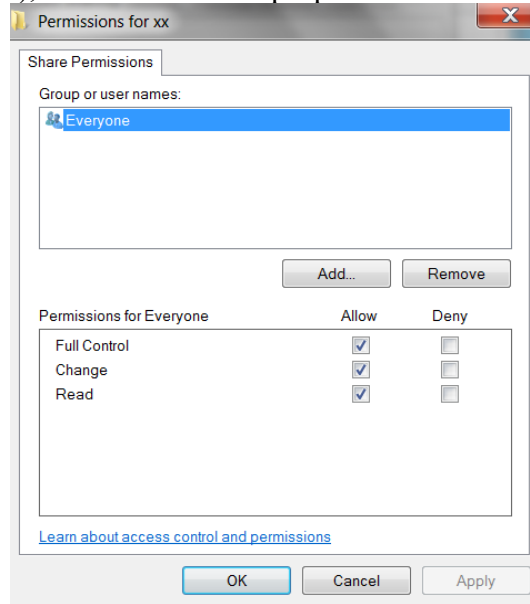 Permissions for xx
Share Permissions
Group or user names:
Everyone
Add...
Remove
Permissions for Everyone
Allow
Deny
Full Control
Change
Read
Learn about access control and permissions
OK
Cancel
Apply